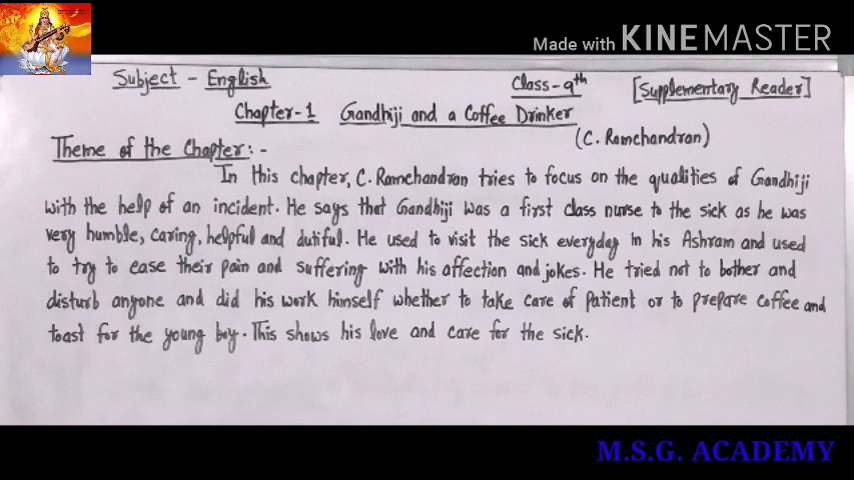 Made with KINEMASTER
Subject - English
Class-9th
[Supplementary Reader]
Chapter-1 Gandhiji and a Coffee Drinker
(C. Ramchandran)
Theme of the Chapter:-
In this chapter, C. Ramchandran tries to focus on the qualities of Gandhiji
with the help of an incident. He says that Gandhiji was a first class nurse to the sick as he was
very humble, caring, helpful and dutiful. He used to visit the sick everyday in his Ashram and used
to try to ease their pain and suffering with his affection and jokes. He tried not to bother and
disturb anyone and did his work himself whether to take care of patient or to prepare coffee and
toast for the young boy. This shows his love and care for the sick.
M.S.G. ACADEMY